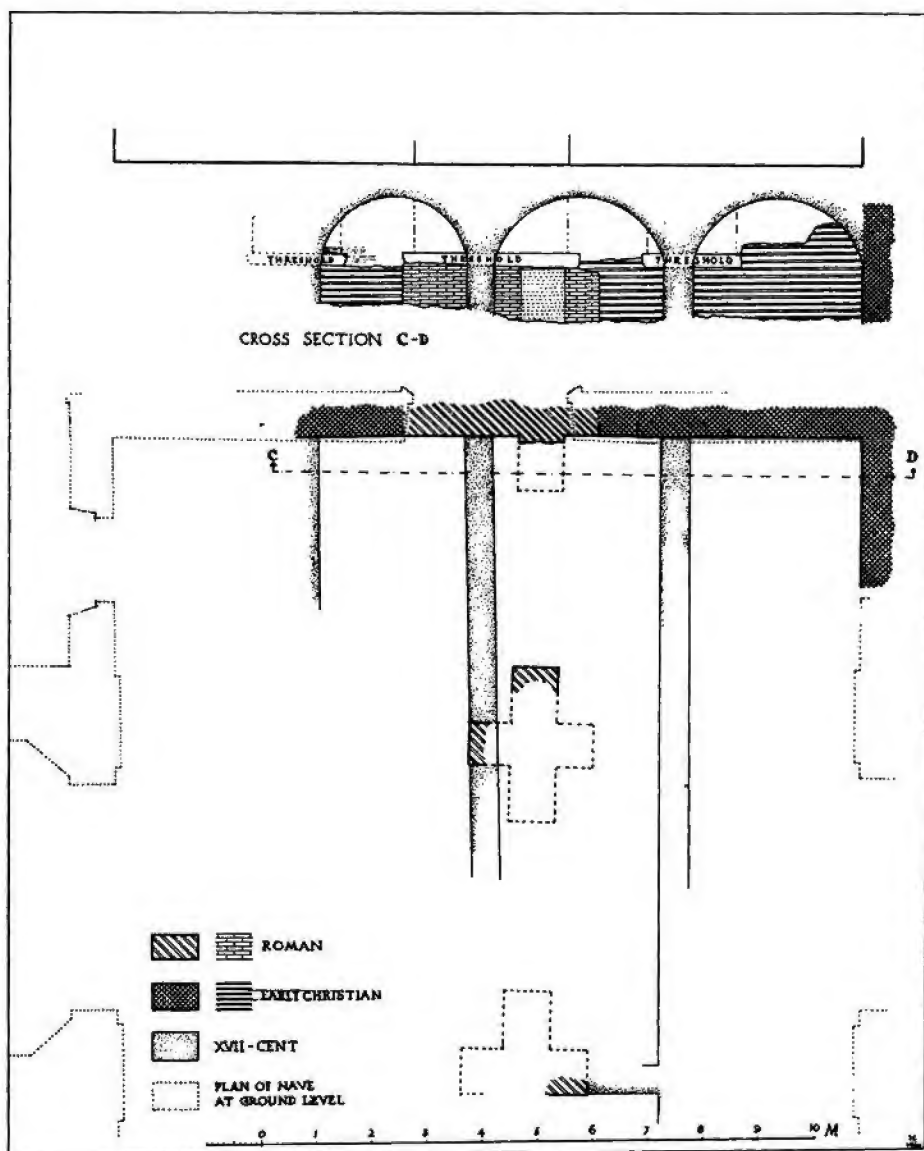 THRESHOLD THRESHOLD THRESHOLD
CROSS SECTION C-D
C D
ROMAN
EARLY CHRISTIAN
XVII-CENT
PLAN OF NAVE
AT GROUND LEVEL
0 1 2 3 4 5 6 7 8 9 10 M